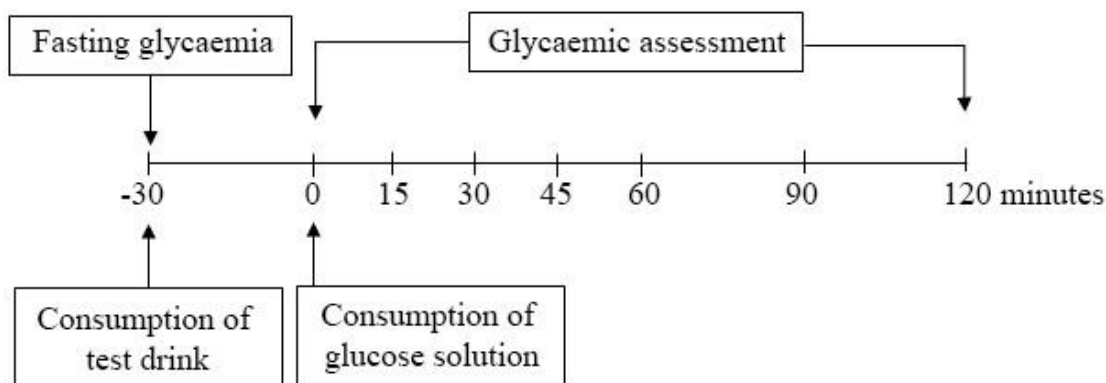 Fasting glycaemia
Glycaemic assessment
-30 0 15 30 45 60 90 120 minutes
Consumption of
test drink
Consumption of
glucose solution